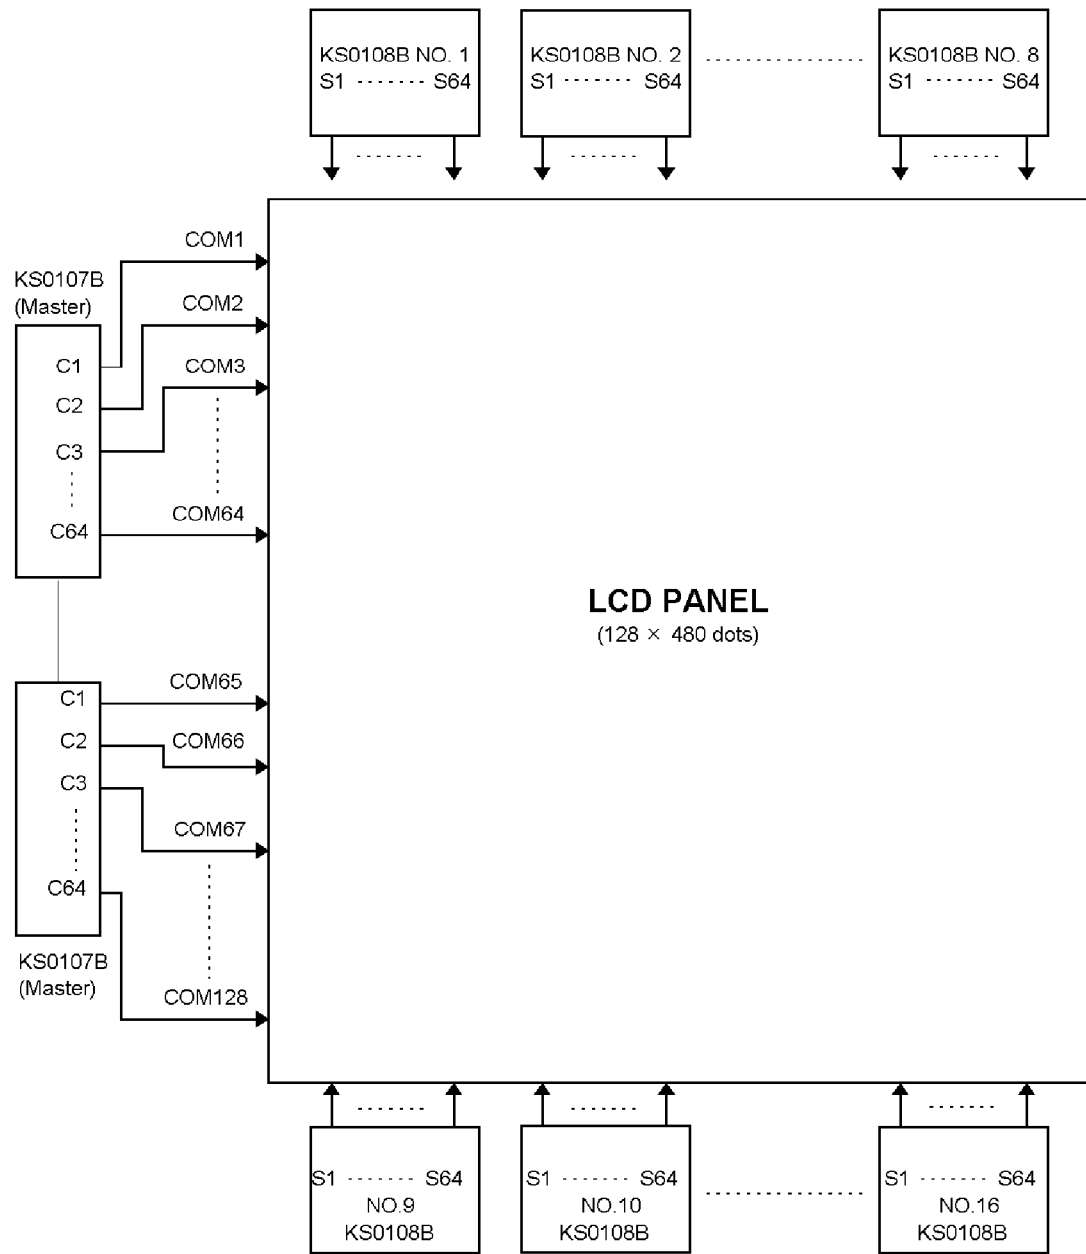 KS0108B NO. 1
S1 ········ S64
KS0108B NO. 2
S1 ········ S64
KS0108B NO. 8
S1 ········ S64
KS0107B
(Master)
C1
C2
C3
C64
COM1
COM2
COM3
COM64
LCD PANEL
(128 × 480 dots)
C1
C2
C3
C64
KS0107B
(Master)
COM65
COM66
COM67
COM128
S1 ········ S64
NO.9
KS0108B
S1 ········ S64
NO.10
KS0108B
S1 ········ S64
NO.16
KS0108B